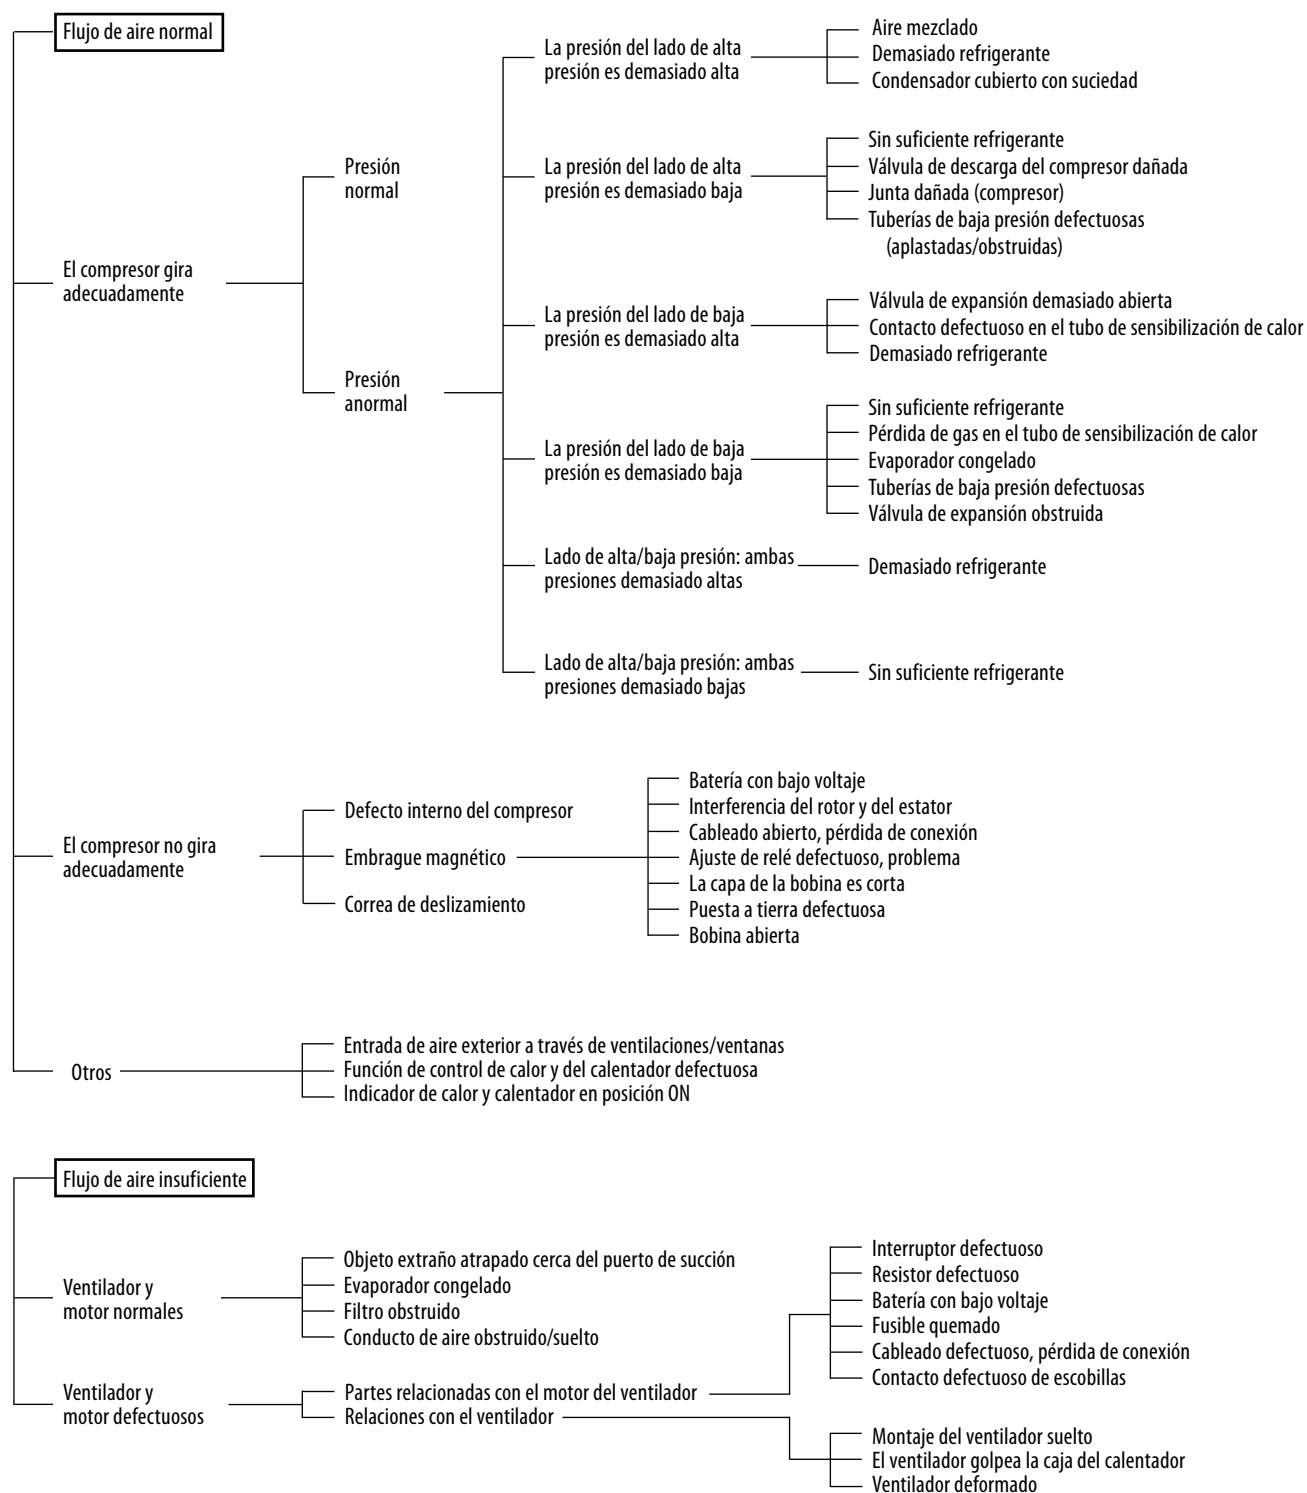 Flujo de aire normal
La presión del lado de alta
presión es demasiado alta
Aire mezclado
Demasiado refrigerante
Condensador cubierto con suciedad
Presión
normal
La presión del lado de alta
presión es demasiado baja
Sin suficiente refrigerante
Válvula de descarga del compresor dañada
Junta dañada (compresor)
Tuberías de baja presión defectuosas
(aplastadas/obstruidas)
El compresor gira
adecuadamente
La presión del lado de baja
presión es demasiado alta
Válvula de expansión demasiado abierta
Contacto defectuoso en el tubo de sensibilización de calor
Demasiado refrigerante
Presión
anormal
La presión del lado de baja
presión es demasiado baja
Sin suficiente refrigerante
Pérdida de gas en el tubo de sensibilización de calor
Evaporador congelado
Tuberías de baja presión defectuosas
Válvula de expansión obstruida
Lado de alta/baja presión: ambas
presiones demasiado altas
Demasiado refrigerante
Lado de alta/baja presión: ambas
presiones demasiado bajas
Sin suficiente refrigerante
El compresor no gira
adecuadamente
Defecto interno del compresor
Embrague magnético
Correa de deslizamiento
Batería con bajo voltaje
Interferencia del rotor y del estator
Cableado abierto, pérdida de conexión
Ajuste de relé defectuoso, problema
La capa de la bobina es corta
Puesta a tierra defectuosa
Bobina abierta
Otros
Entrada de aire exterior a través de ventilaciones/ventanas
Función de control de calor y del calentador defectuosa
Indicador de calor y calentador en posición ON
Flujo de aire insuficiente
Ventilador y
motor normales
Objeto extraño atrapado cerca del puerto de succión
Evaporador congelado
Filtro obstruido
Conducto de aire obstruido/suelto
Ventilador y
motor defectuosos
Partes relacionadas con el motor del ventilador
Relaciones con el ventilador
Interruptor defectuoso
Resistor defectuoso
Batería con bajo voltaje
Fusible quemado
Cableado defectuoso, pérdida de conexión
Contacto defectuoso de escobillas
Montaje del ventilador suelto
El ventilador golpea la caja del calentador
Ventilador deformado